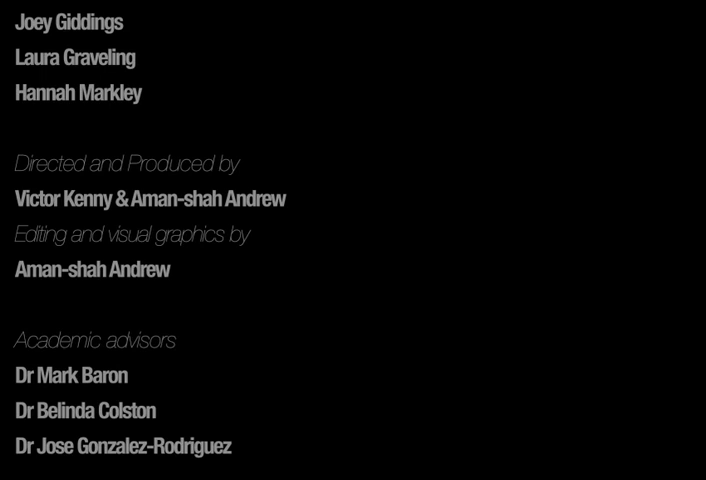 Joey Giddings
Laura Graveling
Hannah Markley
Directed and Produced by
Victor Kenny & Aman-shah Andrew
Editing and visual graphics by
Aman-shah Andrew
Academic advisors
Dr Mark Baron
Dr Belinda Colston
Dr Jose Gonzalez-Rodriguez